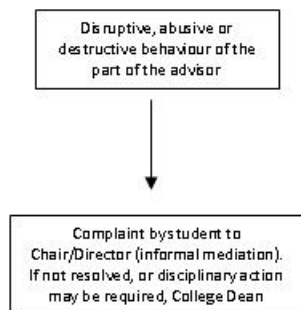 Disruptive, abusive or
destructive behaviour of the
part of the advisor
Complaint by student to
Chair/Director (informal mediation).
If not resolved, or disciplinary action
may be required, College Dean